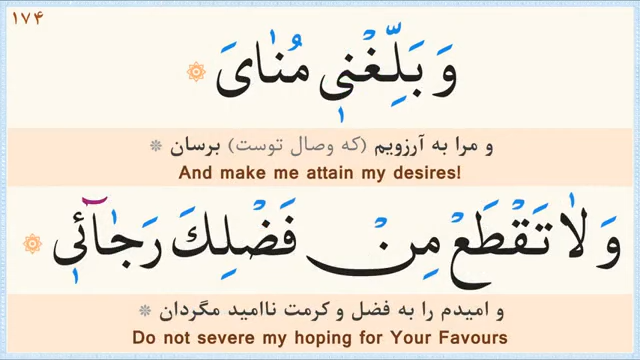 ۱۷۴
وَ بَلِّغْنٖی مُنٰایَ
و مرا به آرزویم (که وصال توست) برسان
And make me attain my desires!
وَ لٰا تَقْطَعْ مِنْ فَضْلِكَ رَجٰٓائٖی
و امیدم را به فضل و کرمت ناامید مگردان
Do not severe my hoping for Your Favours